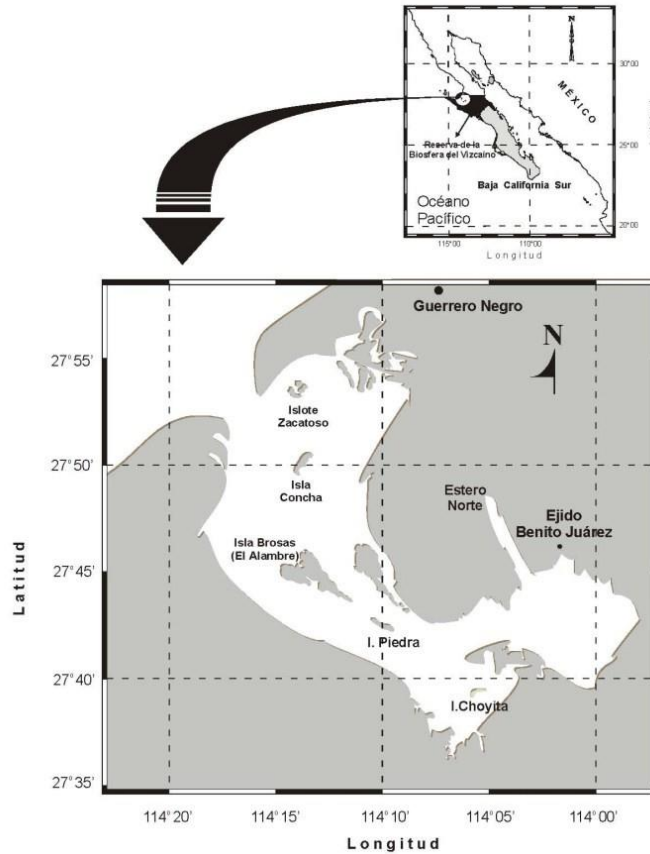 N
30°00
MÉXICO
Reserva de la
Biosfera del Vizcaino
25°00
Baja California Sur
Océano
Pacífico
20°00
115°00 110°00
Longitud
Guerrero Negro
N
27°55'
Islote
Zacatoso
27°50'
Isla
Concha
Estero
Norte
Ejido
Benito Juárez
Isla Brosas
(El Alambre)
27°45'
Latitud
I. Piedra
27°40'
I.Choyita
27°35'
114°20' 114°10' 114°05' 114°00'
Longitud